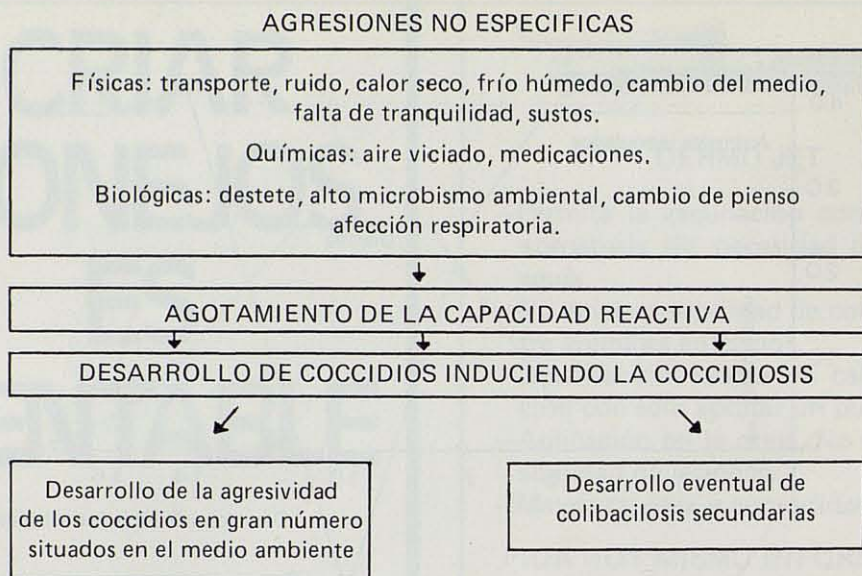 AGRESIONES NO ESPECIFICAS
Físicas: transporte, ruido, calor seco, frío húmedo, cambio del medio,
falta de tranquilidad, sustos.
Químicas: aire viciado, medicaciones.
Biológicas: destete, alto microbismo ambiental, cambio de pienso
afección respiratoria.
AGOTAMIENTO DE LA CAPACIDAD REACTIVA
DESARROLLO DE COCCIDIOS INDUCIENDO LA COCCIDIOSIS
Desarrollo de la agresividad
de los coccidios en gran número
situados en el medio ambiente
Desarrollo eventual de
colibacilosis secundarias